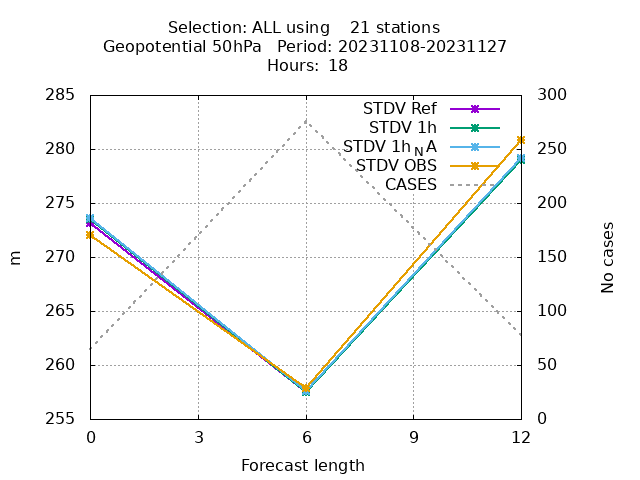 Selection: ALL using    21 stations
Geopotential 50hPa   Period: 20231108-20231127
Hours:  18
STDV Ref
STDV 1h
STDV 1h_NA
STDV OBS
CASES
285
280
275
270
265
260
255
m
300
250
200
150
100
50
0
No cases
0 3 6 9 12
Forecast length